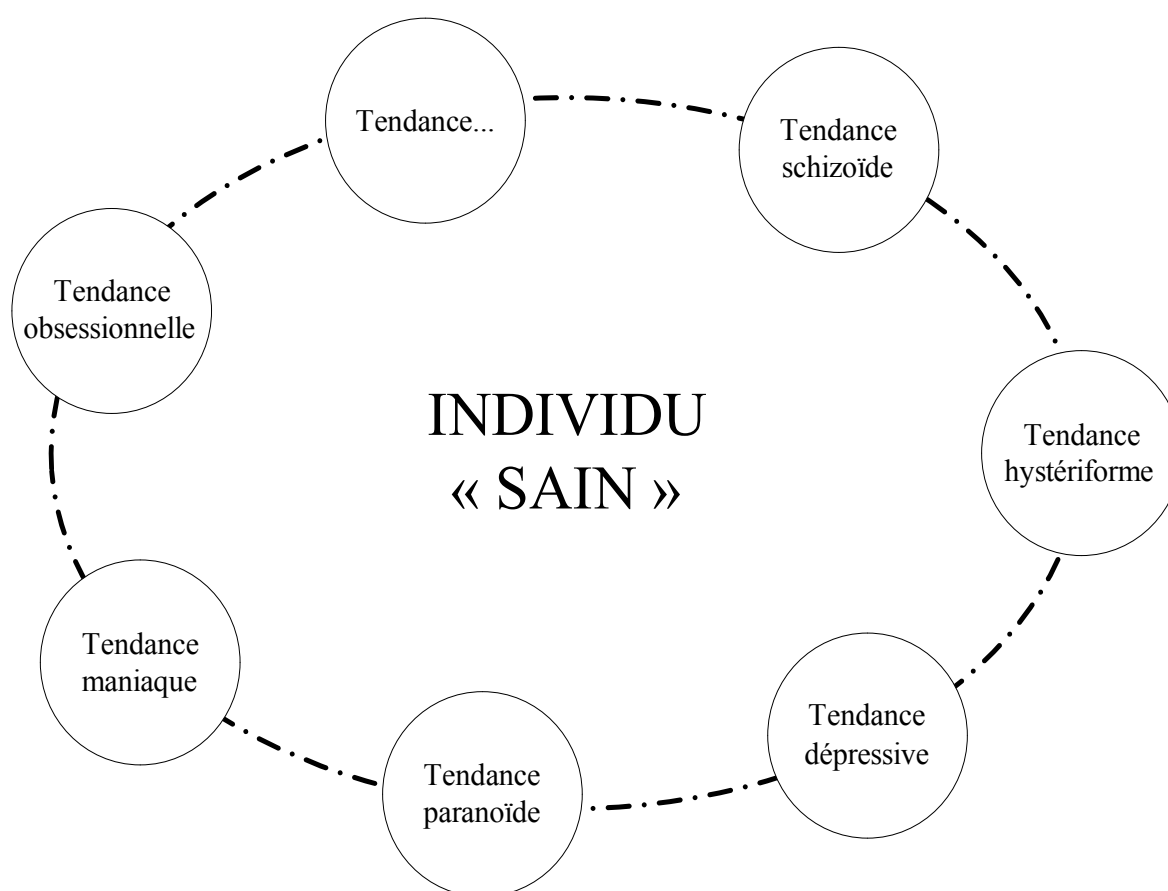 Tendance...
Tendance
schizoïde
Tendance
obsessionnelle
INDIVIDU
« SAIN »
Tendance
hystériforme
Tendance
maniaque
Tendance
dépressive
Tendance
paranoïde